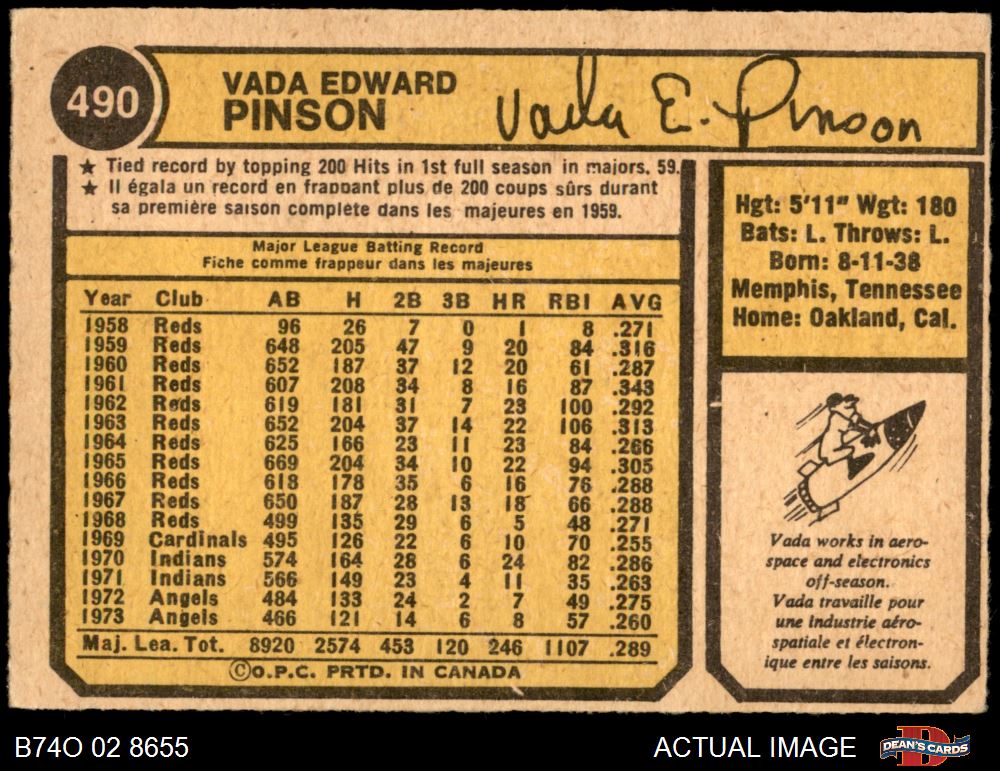 490
VADA EDWARD
PINSON
Vada E. Pinson
★ Tied record by topping 200 Hits in 1st full season in majors, 59.
★ Il égala un record en frappant plus de 200 coups sûrs durant
sa première saison complète dans les majeures en 1959.
Major League Batting Record
Fiche comme frappeur dans les majeures
Year Club AB H 2B 3B HR RBI AVG
1958 Reds 96 26 7 0 1 8 .271
1959 Reds 648 205 47 9 20 84 .316
1960 Reds 652 187 37 12 20 61 .287
1961 Reds 607 208 34 8 16 87 .343
1962 Reds 619 181 31 7 23 100 .292
1963 Reds 652 204 37 14 22 106 .313
1964 Reds 625 166 23 11 23 84 .266
1965 Reds 669 204 34 10 22 94 .305
1966 Reds 618 178 35 6 16 76 .288
1967 Reds 650 187 28 13 18 66 .288
1968 Reds 499 135 29 6 5 48 .271
1969 Cardinals 495 126 22 6 10 70 .255
1970 Indians 574 164 28 6 24 82 .286
1971 Indians 566 149 23 4 11 35 .263
1972 Angels 484 133 24 2 7 49 .275
1973 Angels 466 121 14 6 8 57 .260
Maj. Lea. Tot. 8920 2574 453 120 246 1107 .289
©O.P.C. PRTD. IN CANADA
Hgt: 5'11" Wgt: 180
Bats: L. Throws: L.
Born: 8-11-38
Memphis, Tennessee
Home: Oakland, Cal.
Vada works in aero-
space and electronics
off-season.
Vada travaille pour
une industrie aéro-
spatiale et électron-
ique entre les saisons.
B74O 02 8655
ACTUAL IMAGE
DEAN'S CARDS